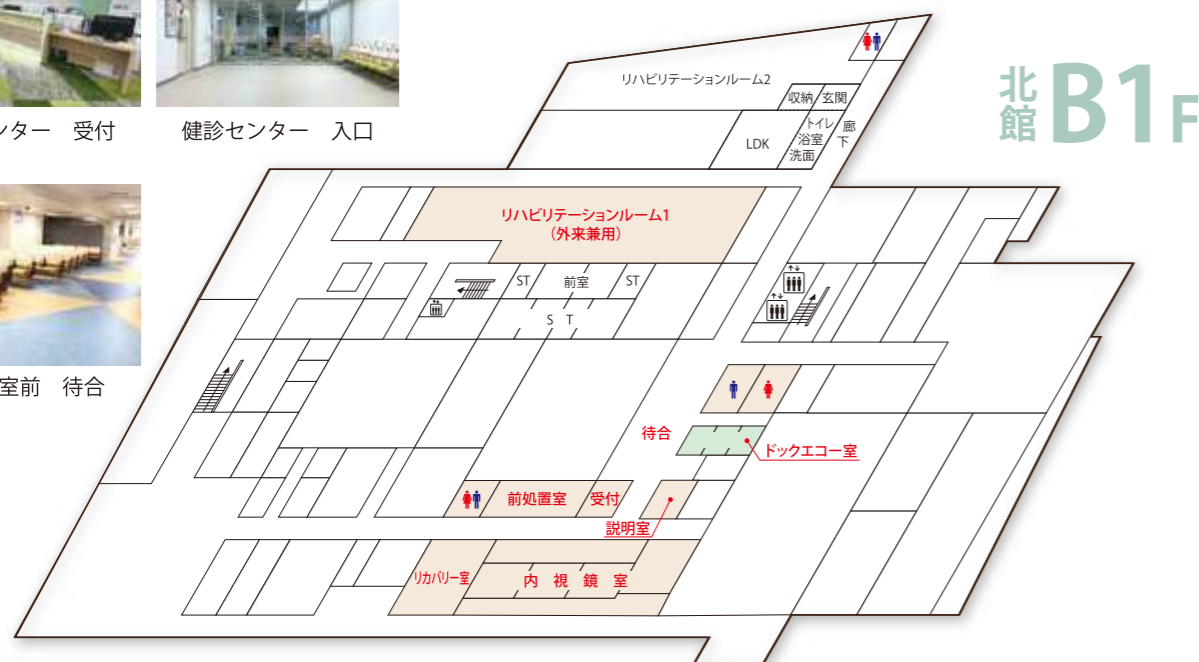 ンター　受付
健診センター　入口
室前　待合
北館 B1F
リハビリテーションルーム2
収納
玄関
LDK
トイレ
浴室
洗面
廊下
リハビリテーションルーム1
（外来兼用）
ST
前室
ST
S T
待合
ドックエコー室
前処置室
受付
説明室
リカバリー室
内 視 鏡 室